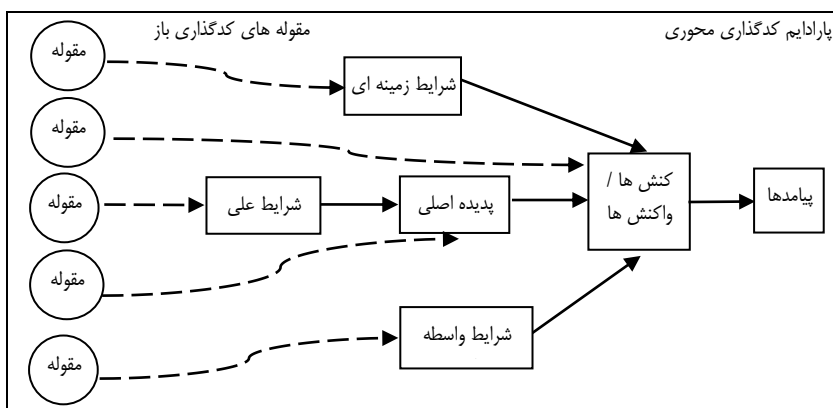 پارادایم کدگذاری محوری
مقوله های کدگذاری باز
مقوله
شرایط زمینه ای
مقوله
کنش ها /
واکنش ها
پیامدها
پدیده اصلی
شرایط علی
مقوله
مقوله
شرایط واسطه
مقوله